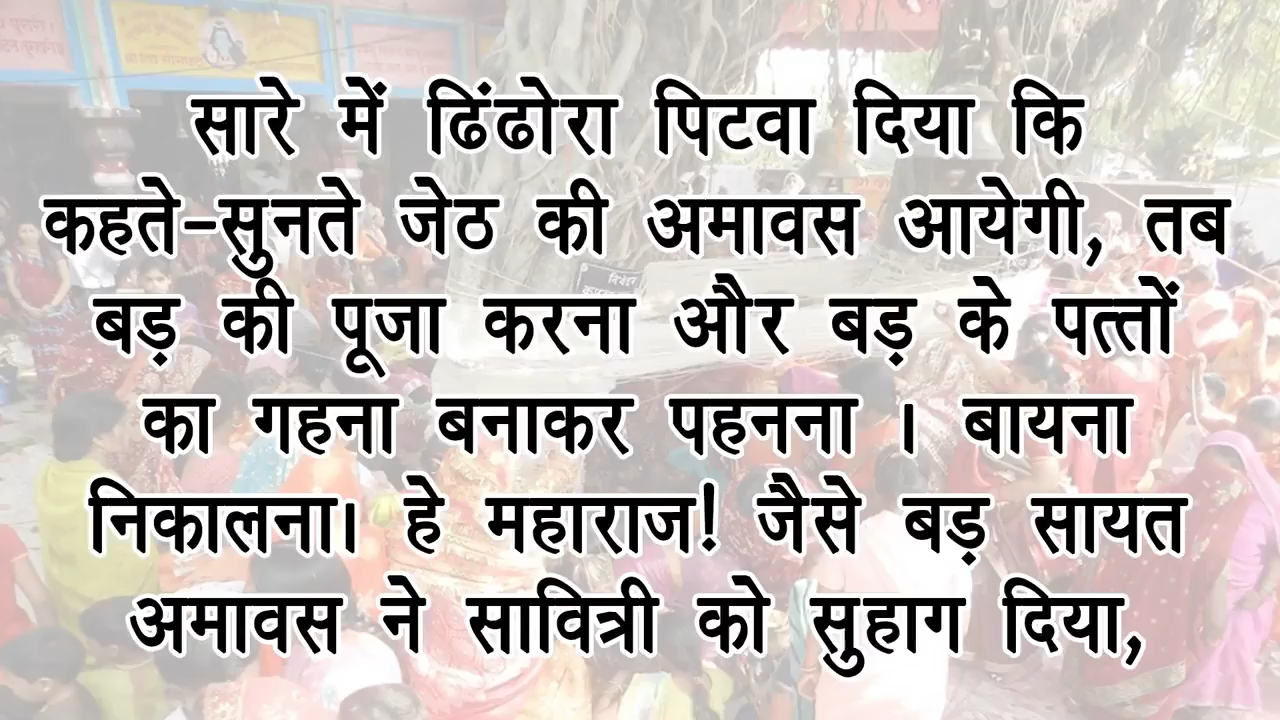 सारे में ढिंढोरा पिटवा दिया कि
कहते-सुनते जेठ की अमावस आयेगी, तब
बड़ की पूजा करना और बड़ के पत्तों
का गहना बनाकर पहनना । बायना
निकालना। हे महाराज! जैसे बड़ सायत
अमावस ने सावित्री को सुहाग दिया,